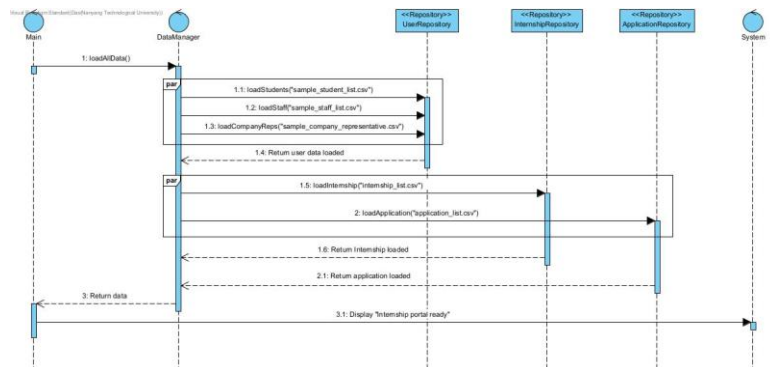 <<Repository>>
UserRepository
<<Repository>>
InternshipRepository
<<Repository>>
ApplicationRepository
Main
DataManager
System
1: loadAllData()
par
1.1: loadStudents("sample_student_list.csv")
1.2: loadStaff("sample_staff_list.csv")
1.3: loadCompanyReps("sample_company_representative.csv")
1.4: Return user data loaded
par
1.5: loadInternship("internship_list.csv")
2: loadApplication("application_list.csv")
1.6: Return Internship loaded
2.1: Return application loaded
3: Return data
3.1: Display "Internship portal ready"